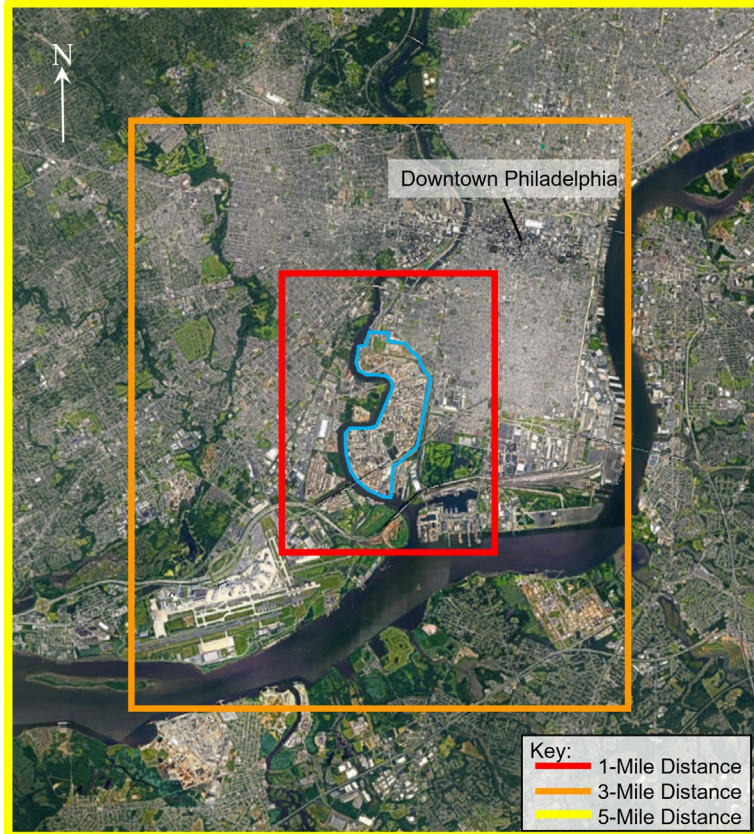 N
Downtown Philadelphia
Key:
1-Mile Distance
3-Mile Distance
5-Mile Distance